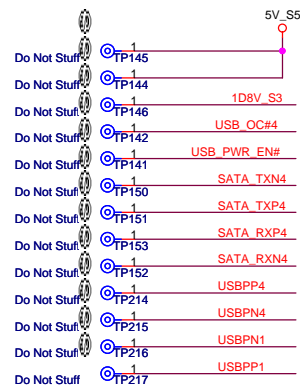 5V_S5
Do Not Stuff 1 TP145
Do Not Stuff 1 TP144
Do Not Stuff 1 TP146 1D8V_S3
Do Not Stuff 1 TP142 USB_OC#4
Do Not Stuff 1 TP141 USB_PWR_EN#
Do Not Stuff 1 TP150 SATA_TXN4
Do Not Stuff 1 TP151 SATA_TXP4
Do Not Stuff 1 TP153 SATA_RXP4
Do Not Stuff 1 TP152 SATA_RXN4
Do Not Stuff 1 TP214 USBPP4
Do Not Stuff 1 TP215 USBPN4
Do Not Stuff 1 TP216 USBPN1
Do Not Stuff 1 TP217 USBPP1